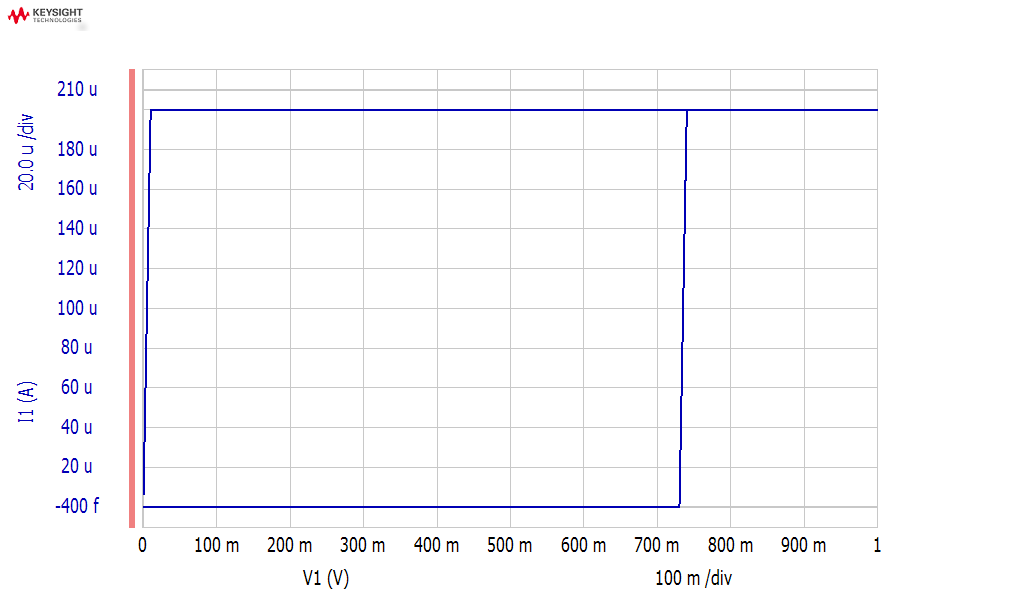 KEYSIGHT
TECHNOLOGIES
210 u
180 u
160 u
140 u
120 u
100 u
80 u
60 u
40 u
20 u
-400 f
20.0 u /div
I1 (A)
0 100 m 200 m 300 m 400 m 500 m 600 m 700 m 800 m 900 m 1
V1 (V) 100 m /div